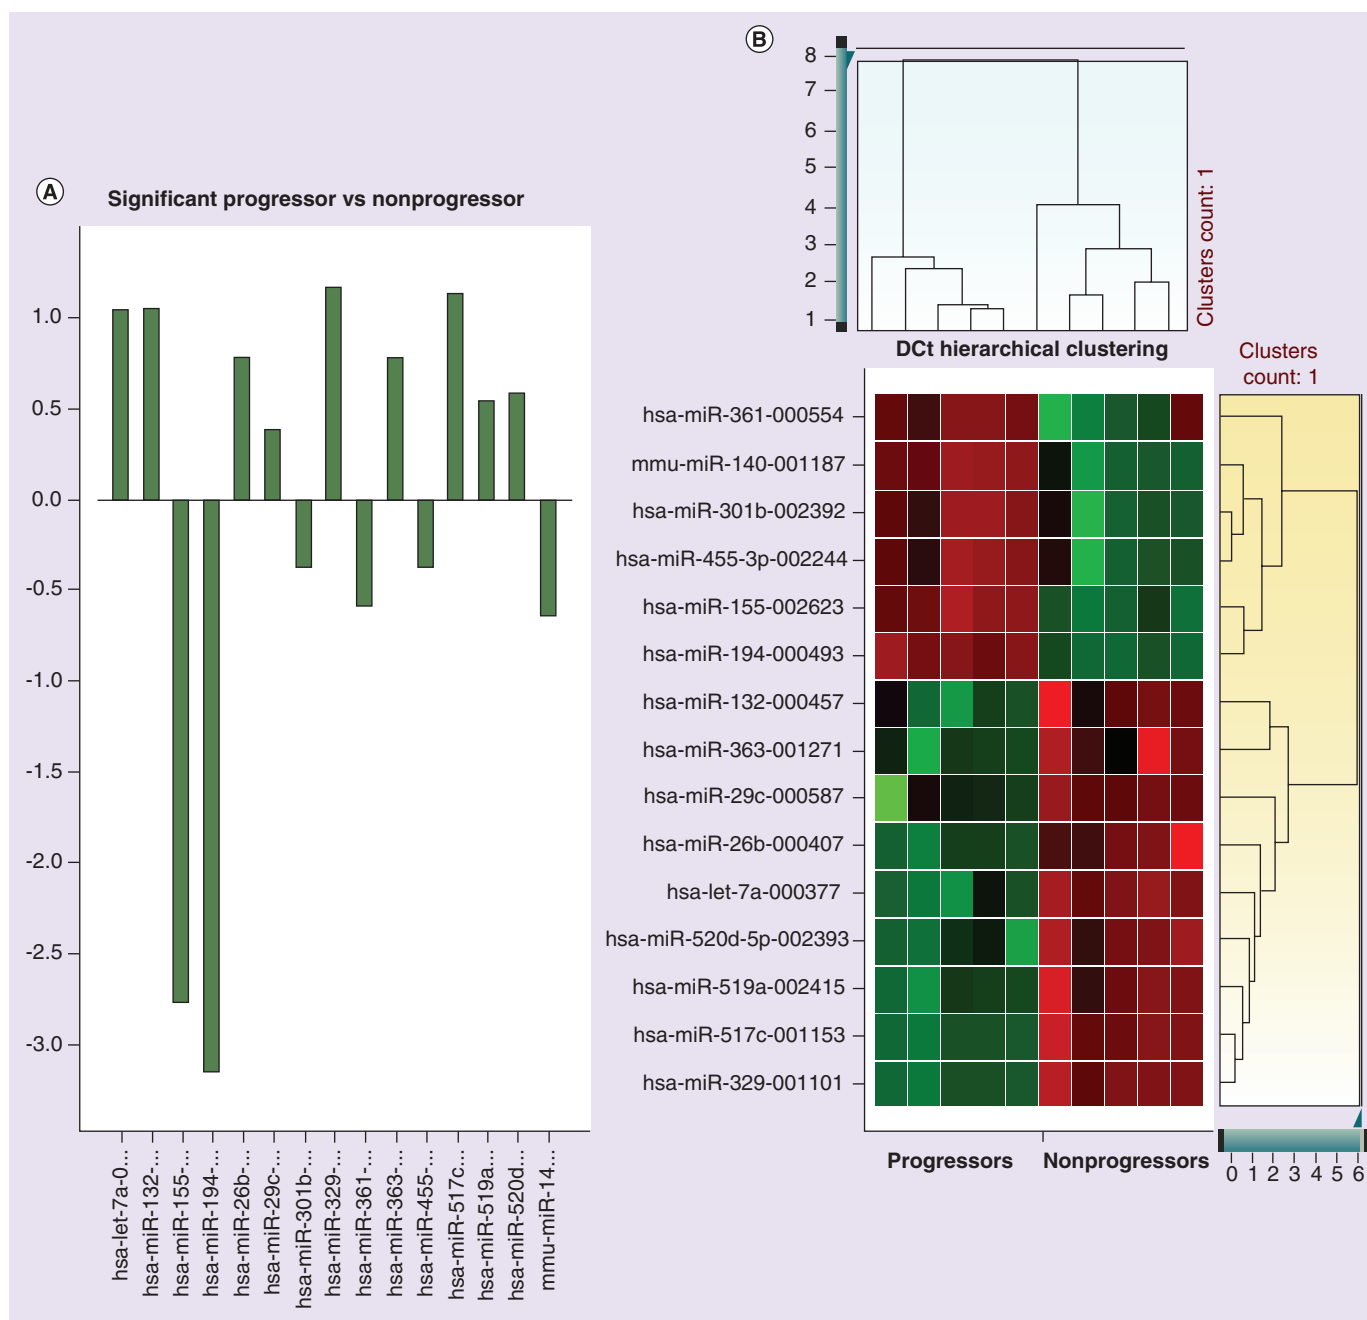 A
Significant progressor vs nonprogressor
1.0
0.5
0.0
-0.5
-1.0
-1.5
-2.0
-2.5
-3.0
hsa-let-7a-0...
hsa-miR-132-...
hsa-miR-155-...
hsa-miR-194-...
hsa-miR-26b-...
hsa-miR-29c-...
hsa-miR-301b-...
hsa-miR-329-...
hsa-miR-361-...
hsa-miR-363-...
hsa-miR-455-...
hsa-miR-517c...
hsa-miR-519a...
hsa-miR-520d...
mmu-miR-14...
B
8
7
6
5
4
3
2
1
Clusters count: 1
DCt hierarchical clustering
Clusters
count: 1
hsa-miR-361-000554
mmu-miR-140-001187
hsa-miR-301b-002392
hsa-miR-455-3p-002244
hsa-miR-155-002623
hsa-miR-194-000493
hsa-miR-132-000457
hsa-miR-363-001271
hsa-miR-29c-000587
hsa-miR-26b-000407
hsa-let-7a-000377
hsa-miR-520d-5p-002393
hsa-miR-519a-002415
hsa-miR-517c-001153
hsa-miR-329-001101
Progressors
Nonprogressors
0 1 2 3 4 5 6